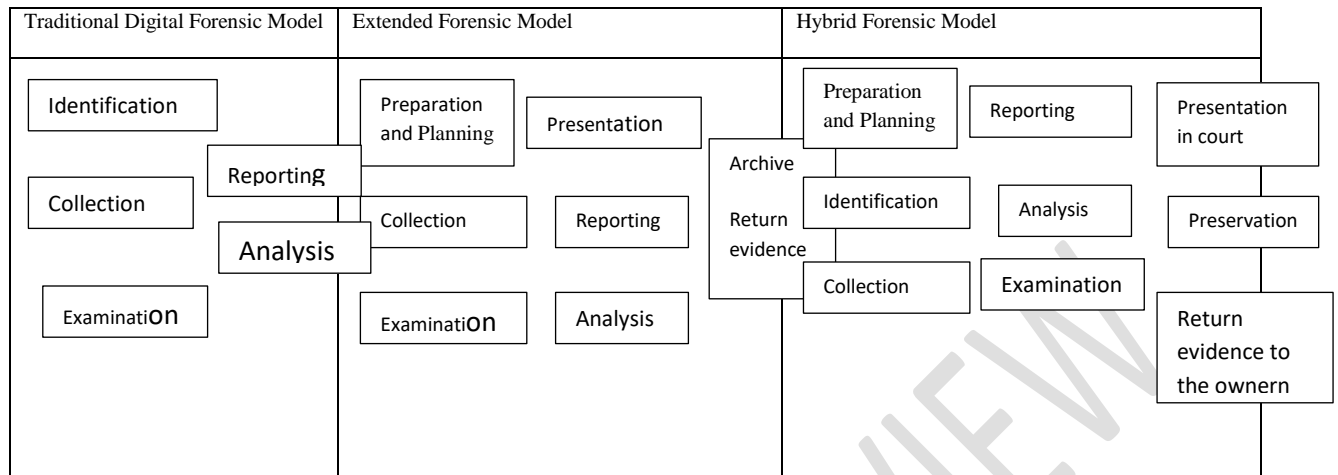 Traditional Digital Forensic Model
Extended Forensic Model
Hybrid Forensic Model
Identification
Reporting
Collection
Analysis
Examination
Preparation
and Planning
Presentation
Archive
Return
evidence
Collection
Reporting
Examination
Analysis
Preparation
and Planning
Reporting
Presentation
in court
Identification
Analysis
Preservation
Collection
Examination
Return
evidence to
the ownern
VIEW